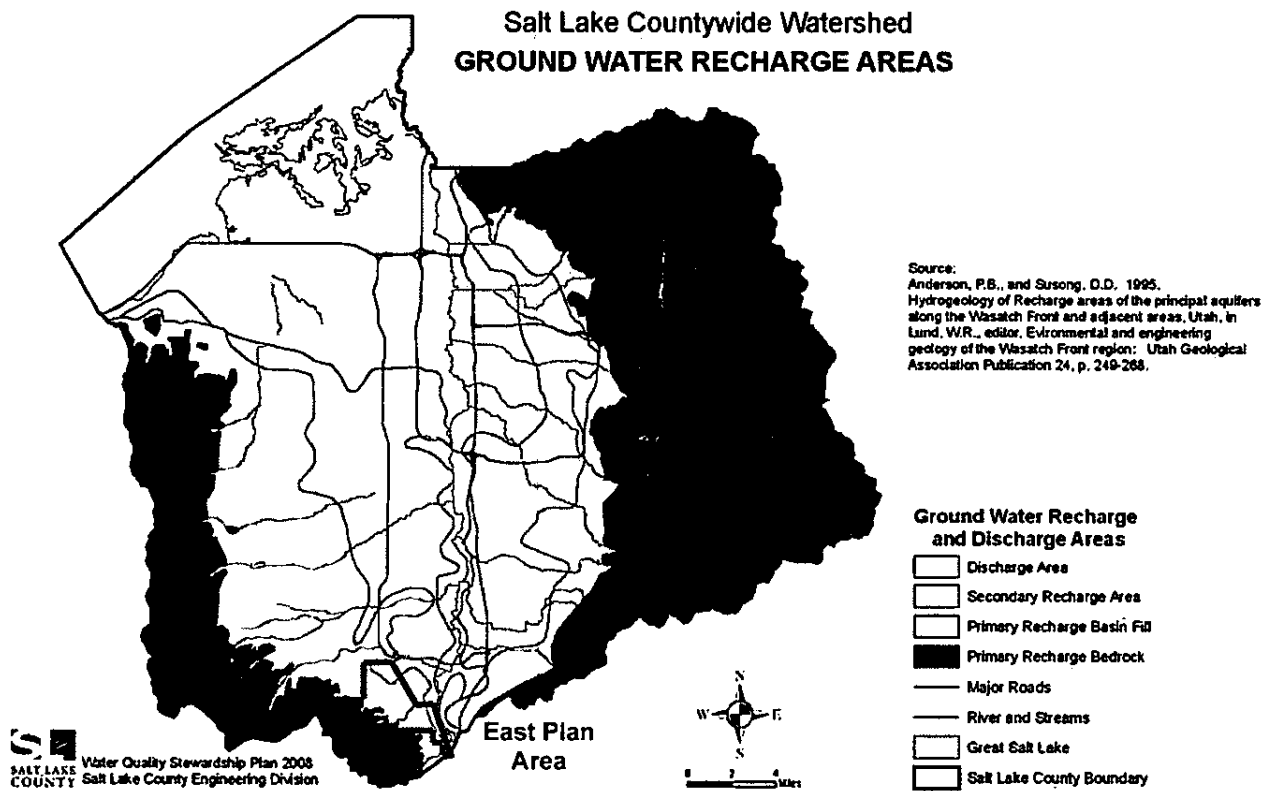 Salt Lake Countywide Watershed
GROUND WATER RECHARGE AREAS
Source:
Anderson, P.B., and Susong, D.D. 1995.
Hydrogeology of Recharge areas of the principal aquifers
along the Wasatch Front and adjacent areas, Utah, in
Lund, W.R., editor, Evironmental and engineering
geology of the Wasatch Front region: Utah Geological
Association Publication 24, p. 249-268.
Ground Water Recharge
and Discharge Areas
Discharge Area
Secondary Recharge Area
Primary Recharge Basin Fill
Primary Recharge Bedrock
Major Roads
River and Streams
Great Salt Lake
Salt Lake County Boundary
N
W E
S
0 2 4
Miles
East Plan
Area
SALT LAKE
COUNTY
Water Quality Stewardship Plan 2008
Salt Lake County Engineering Division